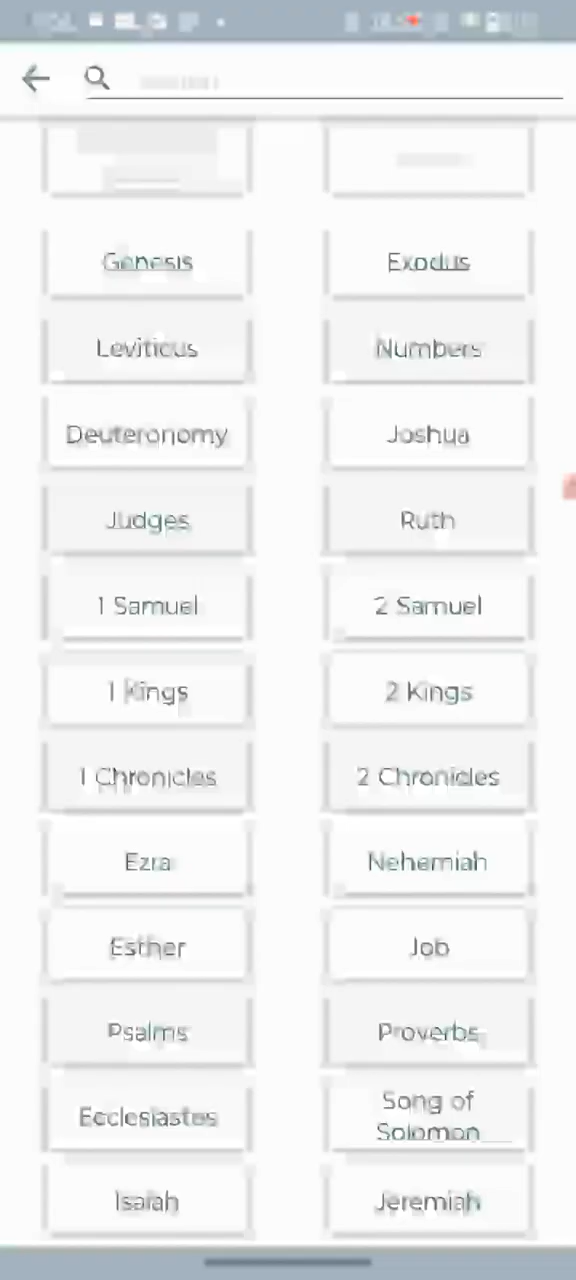 Genesis
Exodus
Leviticus
Numbers
Deuteronomy
Joshua
Judges
Ruth
1 Samuel
2 Samuel
1 Kings
2 Kings
1 Chronicles
2 Chronicles
Ezra
Nehemiah
Esther
Job
Psalms
Proverbs
Ecclesiastes
Song of
Solomon
Isaiah
Jeremiah